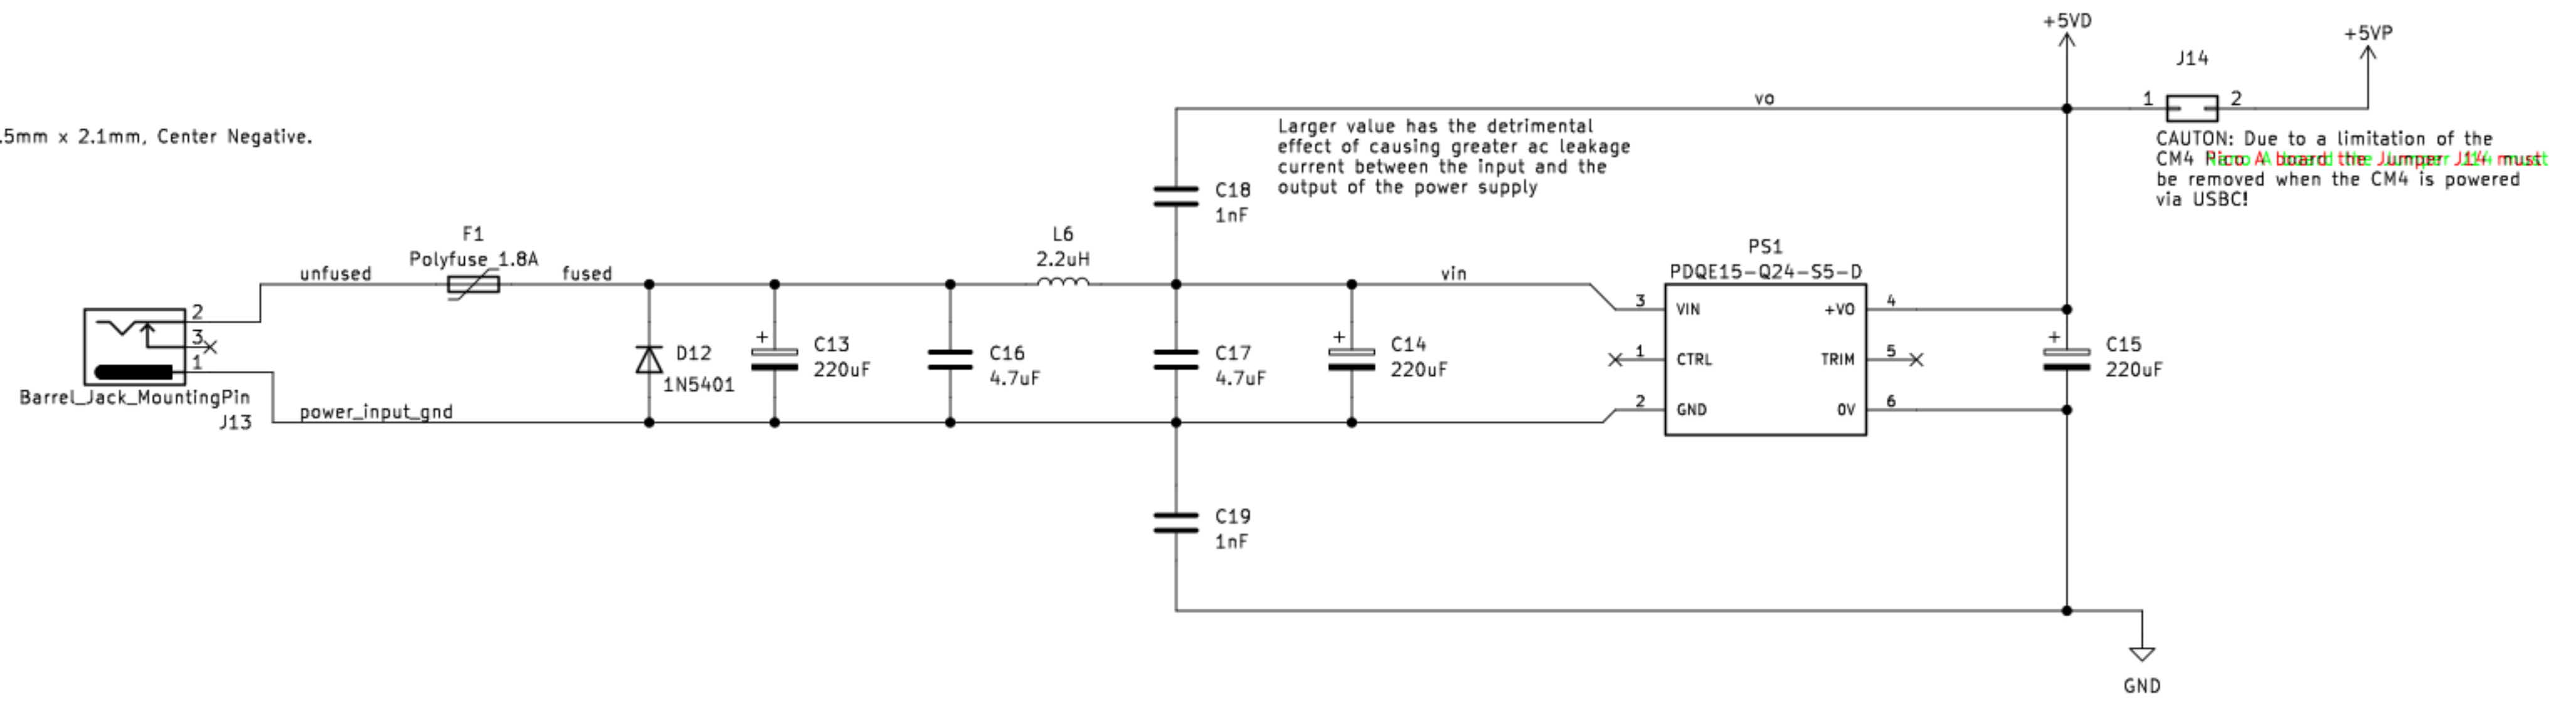 .5mm x 2.1mm, Center Negative.
+5VD
+5VP
J14
1
2
vo
CAUTON: Due to a limitation of the
CM4 A board the Jumper J14 must
be removed when the CM4 is powered
via USBC!
Larger value has the detrimental
effect of causing greater ac leakage
current between the input and the
output of the power supply
C18
1nF
F1
Polyfuse_1.8A
unfused
fused
L6
2.2uH
vin
PS1
PDQE15-Q24-S5-D
3
VIN
+VO
4
1
CTRL
TRIM
5
2
GND
0V
6
2
3
1
Barrel_Jack_MountingPin
J13
power_input_gnd
D12
1N5401
+
C13
220uF
C16
4.7uF
C17
4.7uF
+
C14
220uF
+
C15
220uF
C19
1nF
GND